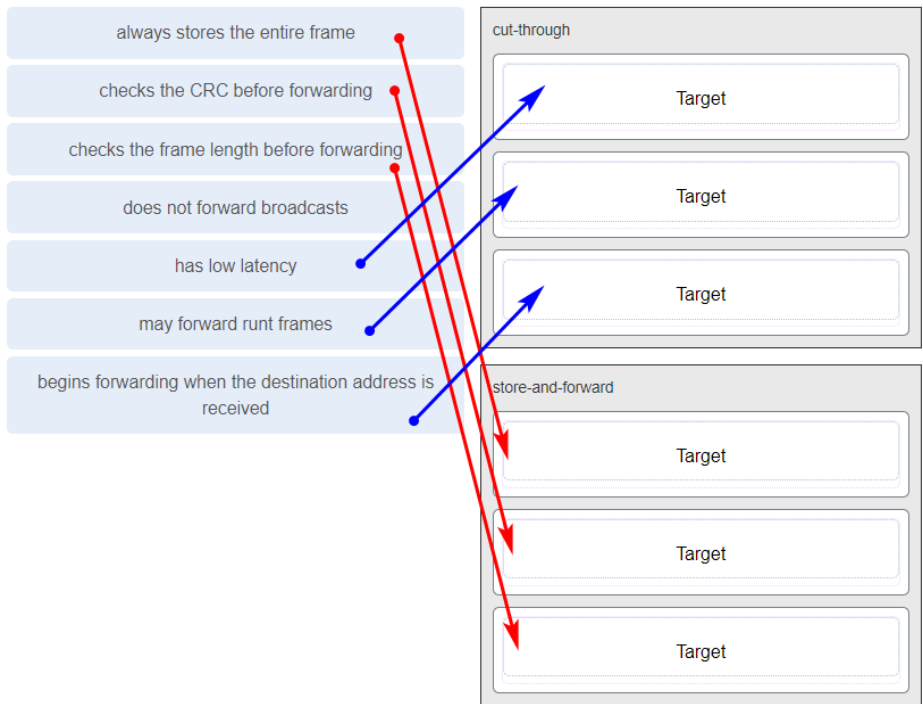 always stores the entire frame
checks the CRC before forwarding
checks the frame length before forwarding
does not forward broadcasts
has low latency
may forward runt frames
begins forwarding when the destination address is
received
cut-through
Target
Target
Target
store-and-forward
Target
Target
Target